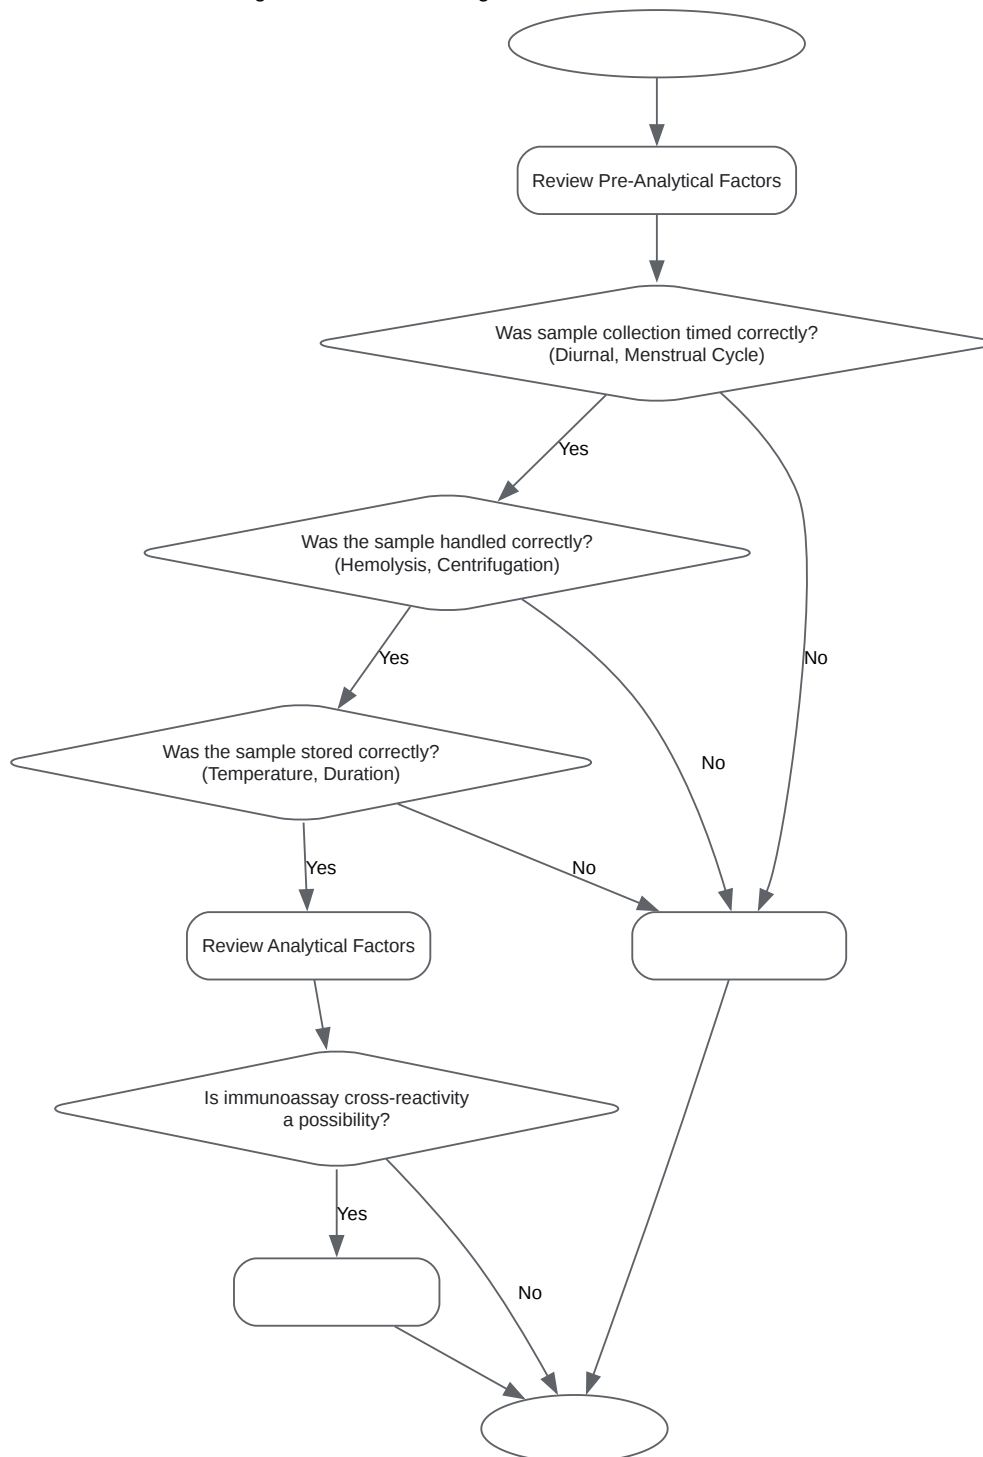 Review Pre-Analytical Factors
Was sample collection timed correctly?
(Diurnal, Menstrual Cycle)
Yes
Was the sample handled correctly?
(Hemolysis, Centrifugation)
Yes
No
Was the sample stored correctly?
(Temperature, Duration)
No
Yes
No
Review Analytical Factors
Is immunoassay cross-reactivity
a possibility?
Yes
No